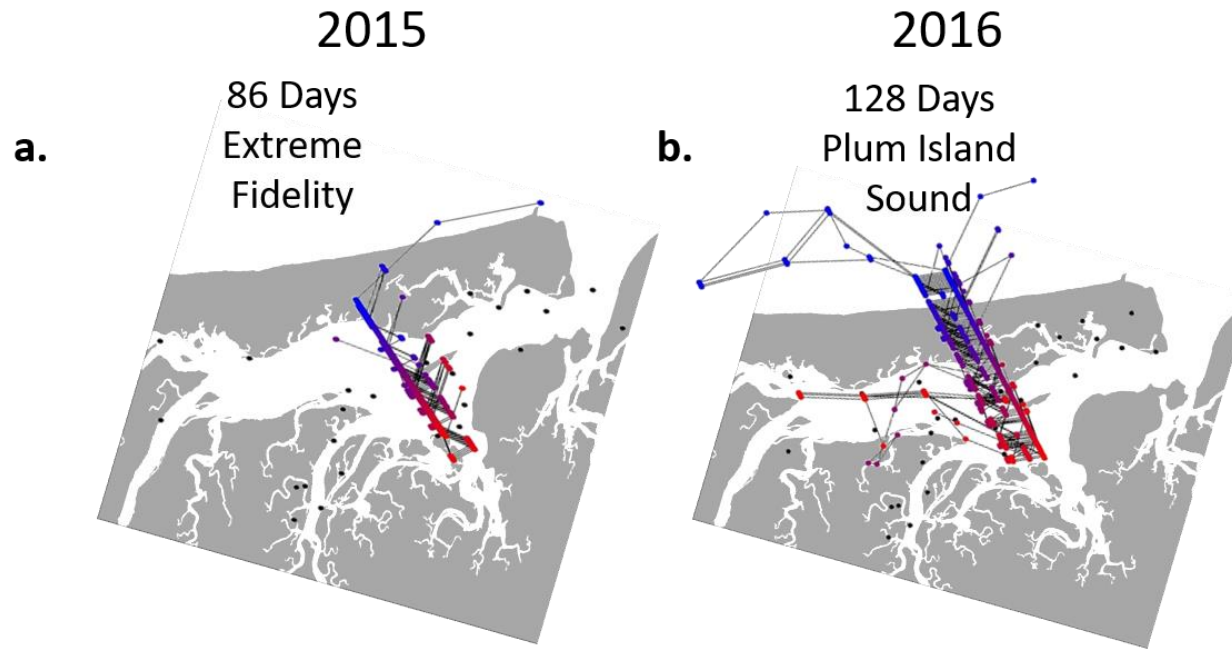 2015
2016
86 Days
Extreme
Fidelity
128 Days
Plum Island
Sound
a.
b.